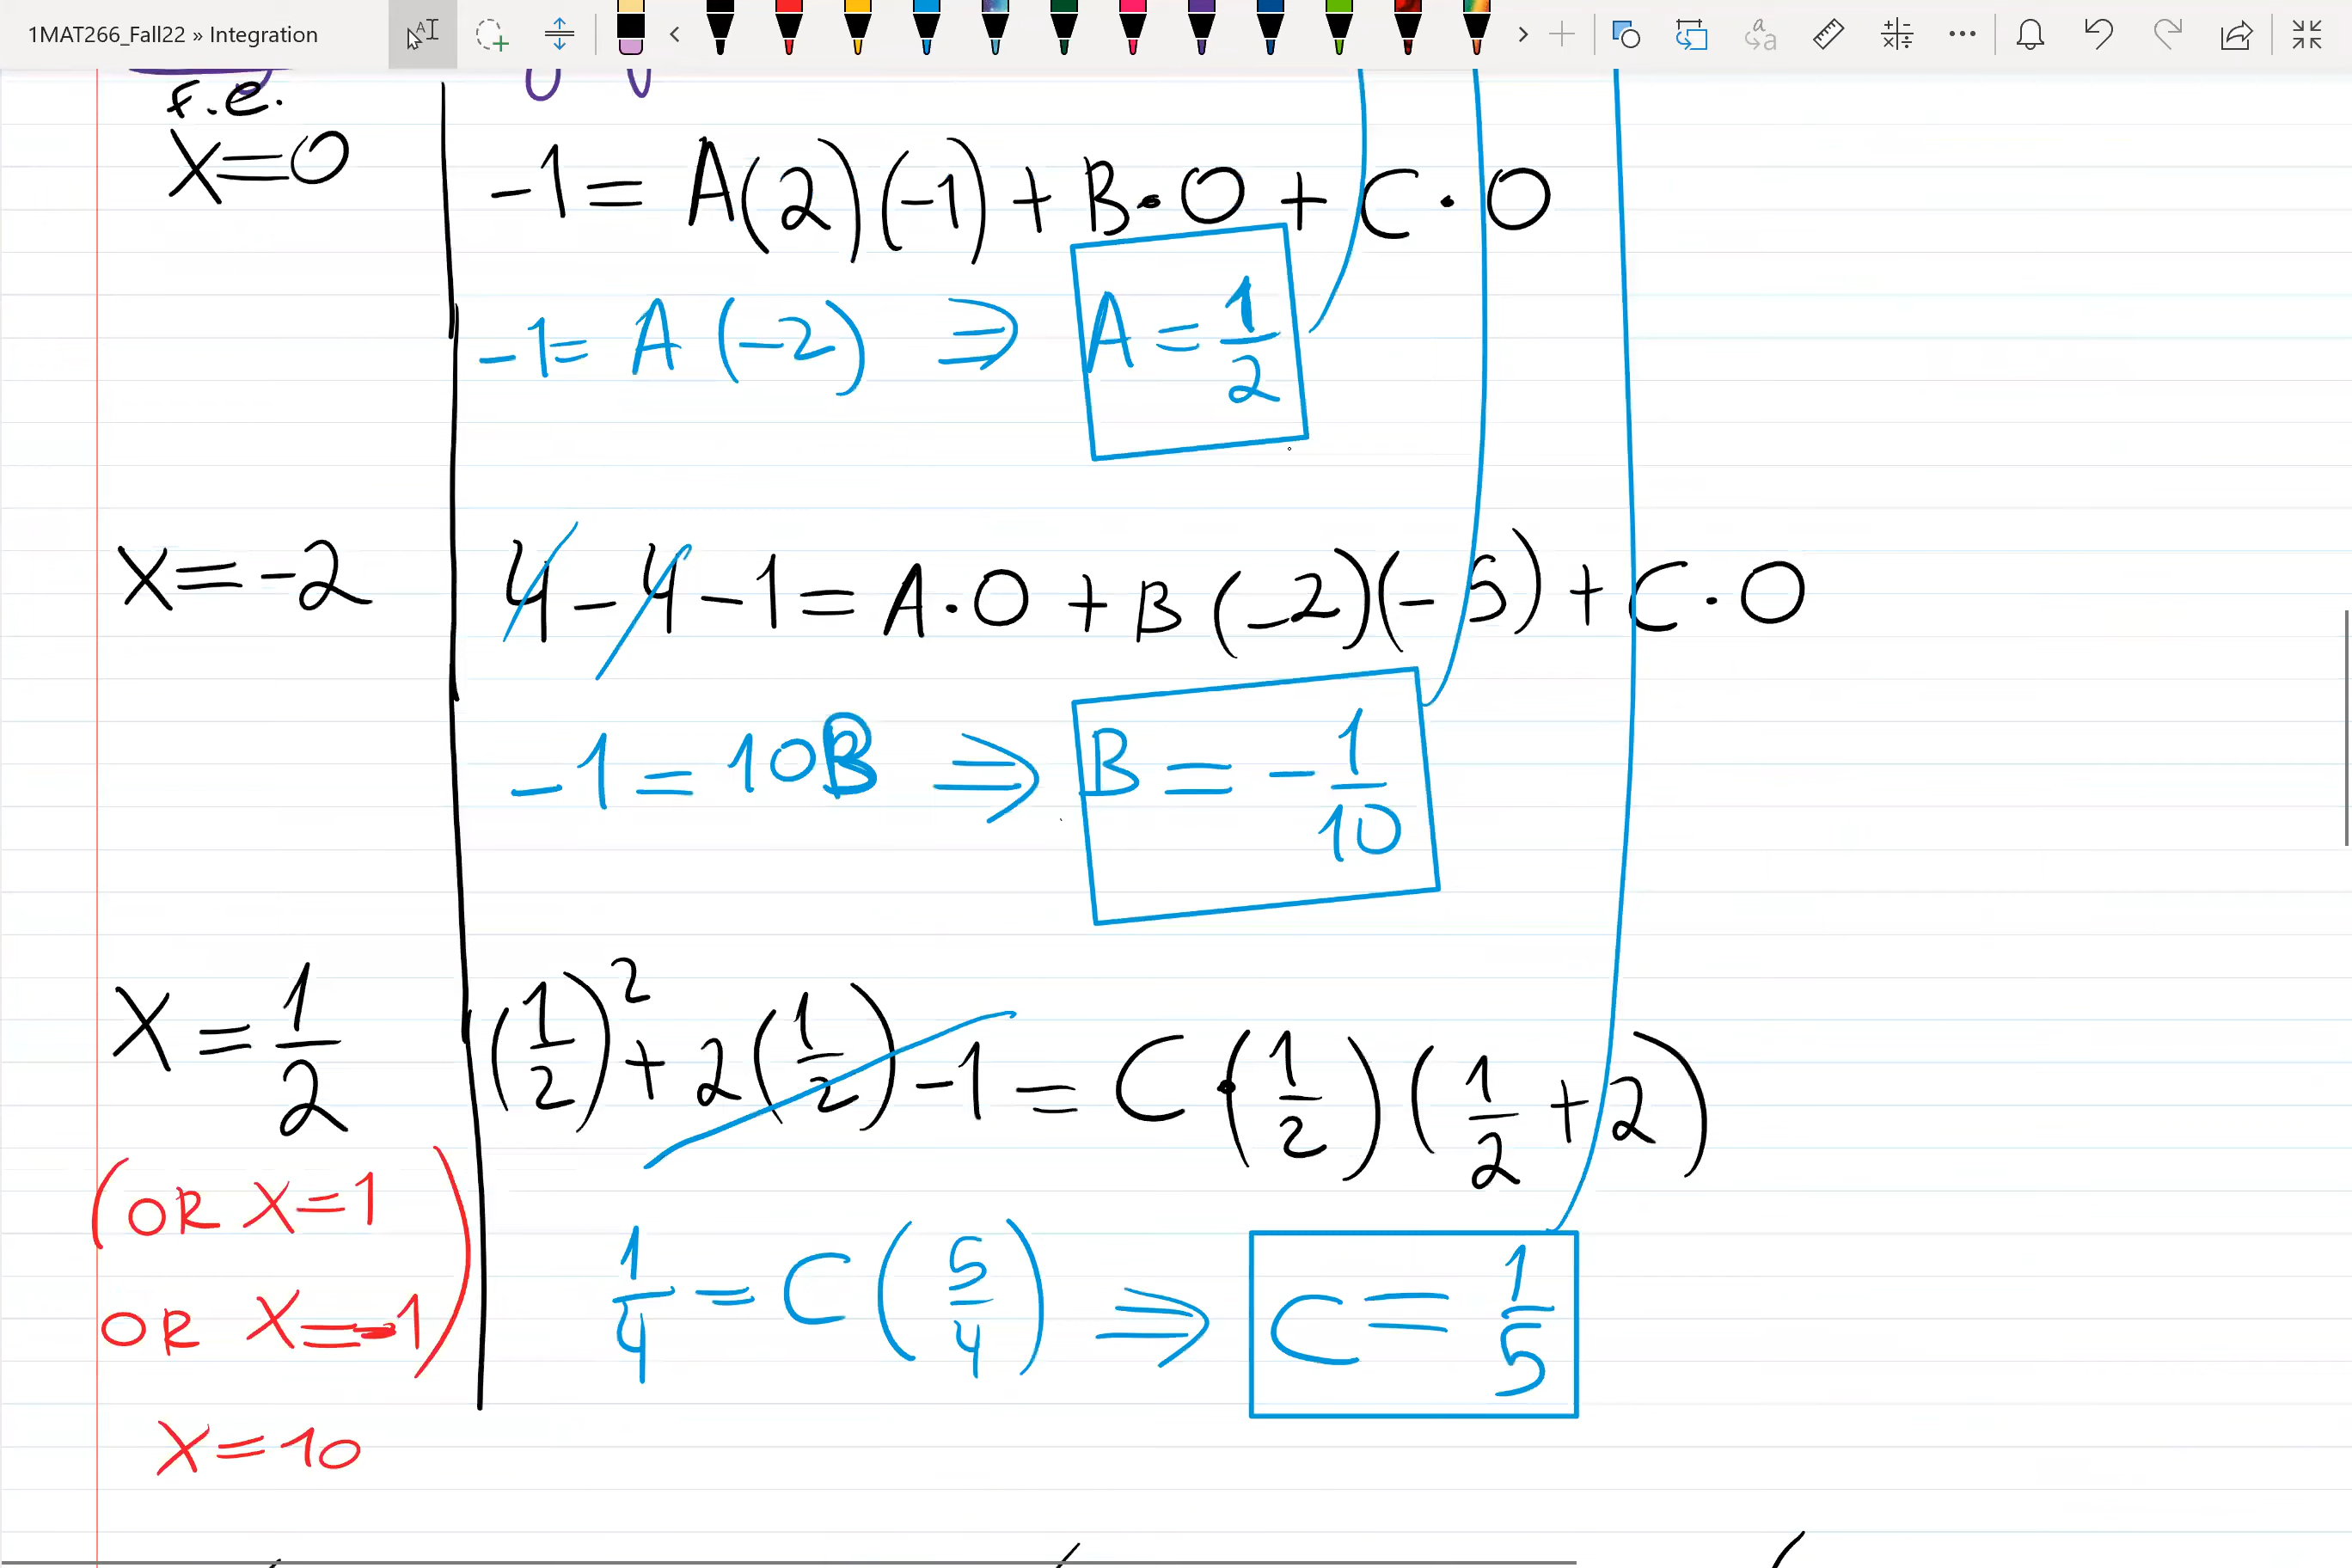 1MAT266_Fall22 » Integration
f.e.
X=0
-1 = A(2)(-1) + B·0 + C·0
-1 = A(-2) ⇒ A = 1/2
X = -2
4 - 4 - 1 = A·0 + B(-2)(-5) + C·0
-1 = 10B ⇒ B = -1/10
X = 1/2
(1/2)² + 2(1/2) - 1 = C·(1/2)(1/2 + 2)
(OR X=1
OR X=-1)
X=10
1/4 = C(5/4) ⇒ C = 1/5